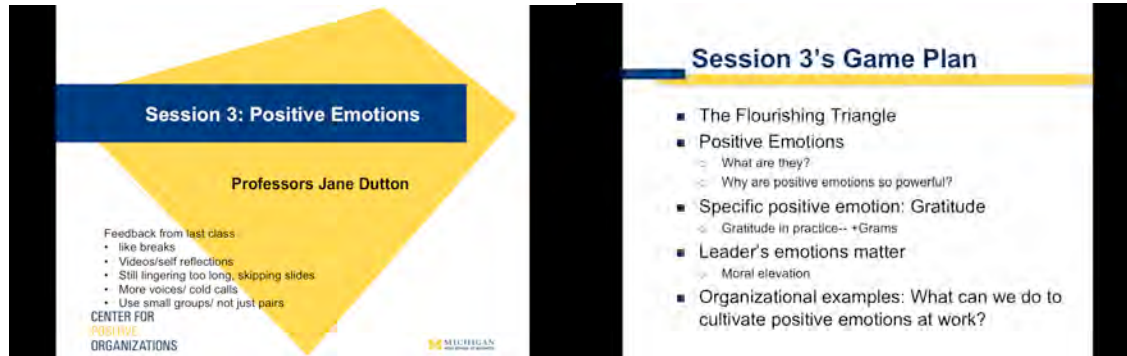 Session 3: Positive Emotions
Professors Jane Dutton
Feedback from last class
• like breaks
• Videos/self reflections
• Still lingering too long, skipping slides
• More voices/ cold calls
• Use small groups/ not just pairs
CENTER FOR
POSITIVE
ORGANIZATIONS
MICHIGAN
Session 3's Game Plan
The Flourishing Triangle
Positive Emotions
What are they?
Why are positive emotions so powerful?
Specific positive emotion: Gratitude
Gratitude in practice-- +Grams
Leader's emotions matter
Moral elevation
Organizational examples: What can we do to
cultivate positive emotions at work?